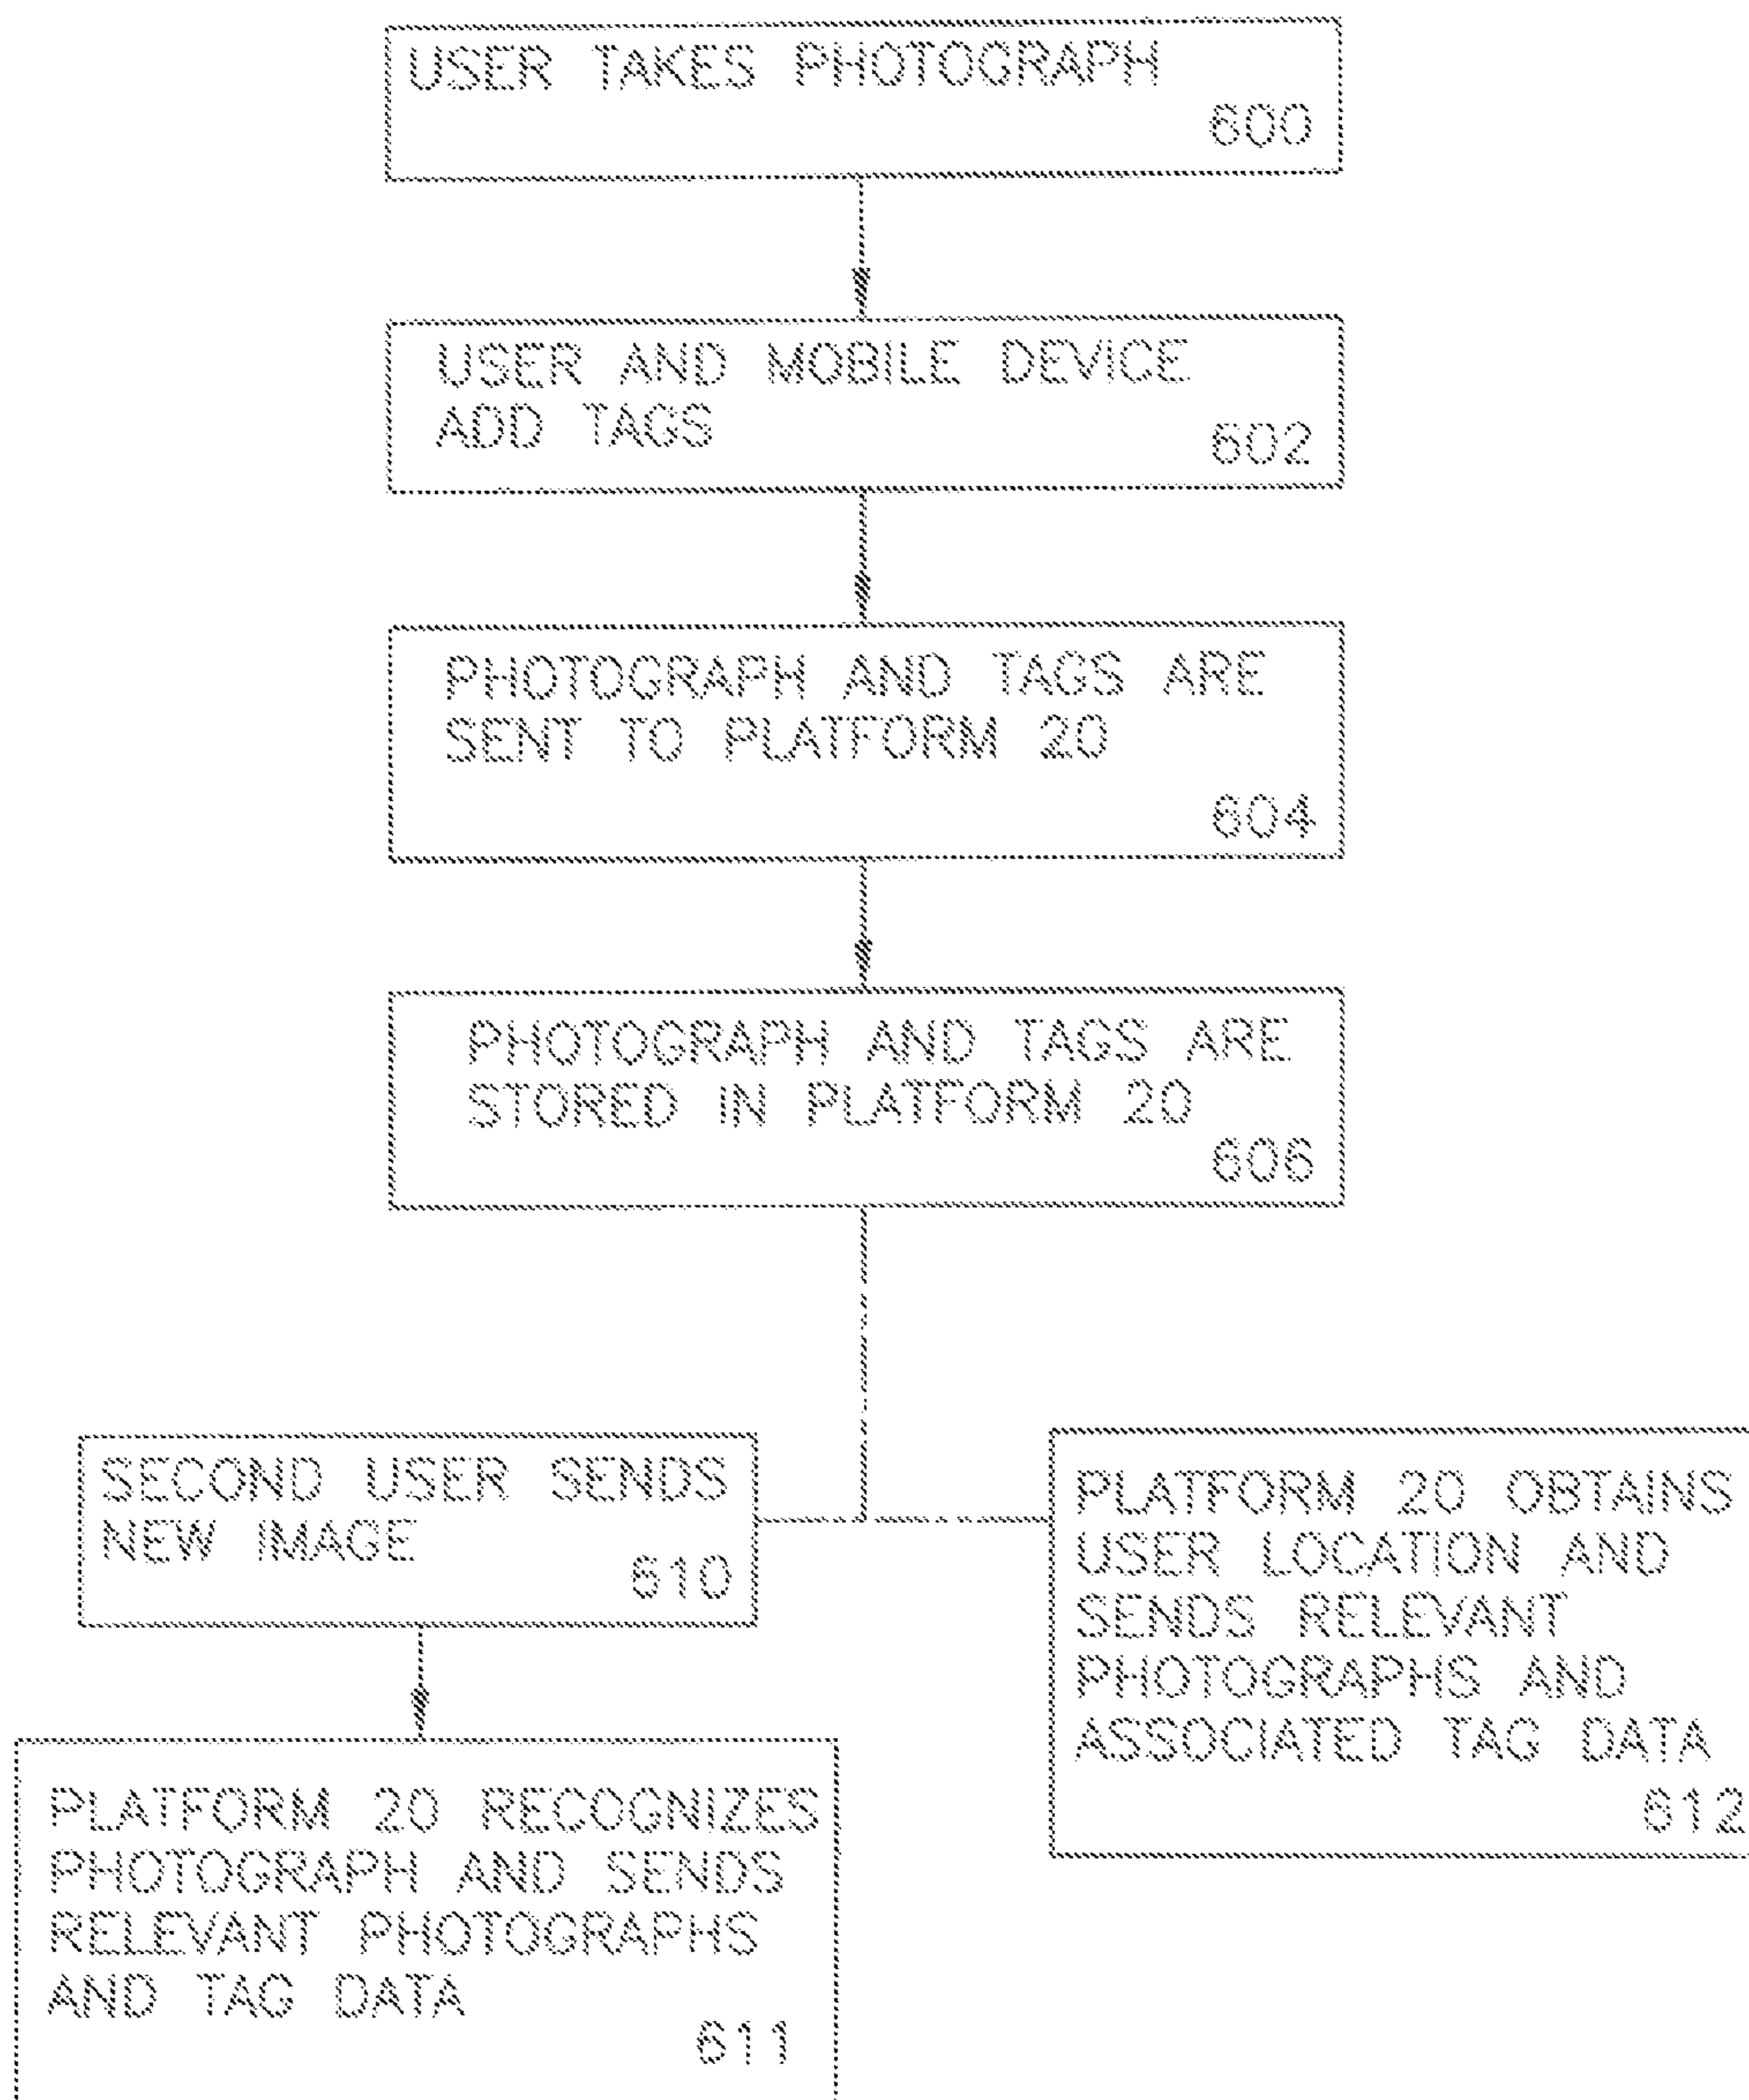 USER TAKES PHOTOGRAPH
600
USER AND MOBILE DEVICE
ADD TAGS
602
PHOTOGRAPH AND TAGS ARE
SENT TO PLATFORM 20
604
PHOTOGRAPH AND TAGS ARE
STORED IN PLATFORM 20
606
SECOND USER SENDS
NEW IMAGE
610
PLATFORM 20 RECOGNIZES
PHOTOGRAPH AND SENDS
RELEVANT PHOTOGRAPHS
AND TAG DATA
611
PLATFORM 20 OBTAINS
USER LOCATION AND
SENDS RELEVANT
PHOTOGRAPHS AND
ASSOCIATED TAG DATA
612